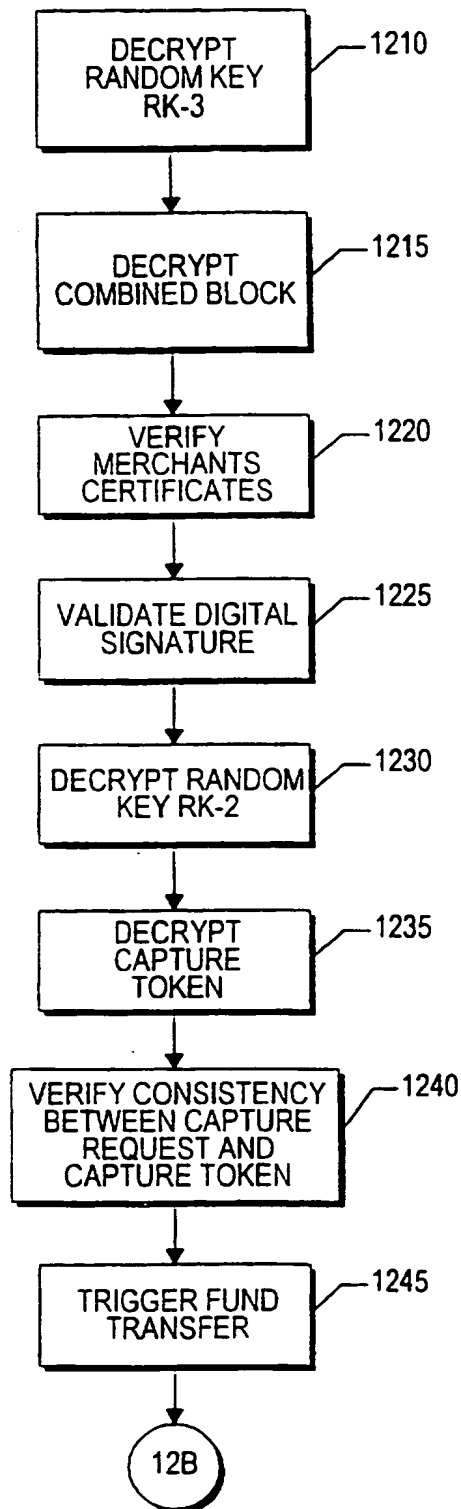 DECRYPT
RANDOM KEY
RK-3
1210
DECRYPT
COMBINED BLOCK
1215
VERIFY
MERCHANTS
CERTIFICATES
1220
VALIDATE DIGITAL
SIGNATURE
1225
DECRYPT RANDOM
KEY RK-2
1230
DECRYPT
CAPTURE
TOKEN
1235
VERIFY CONSISTENCY
BETWEEN CAPTURE
REQUEST AND
CAPTURE TOKEN
1240
TRIGGER FUND
TRANSFER
1245
12B